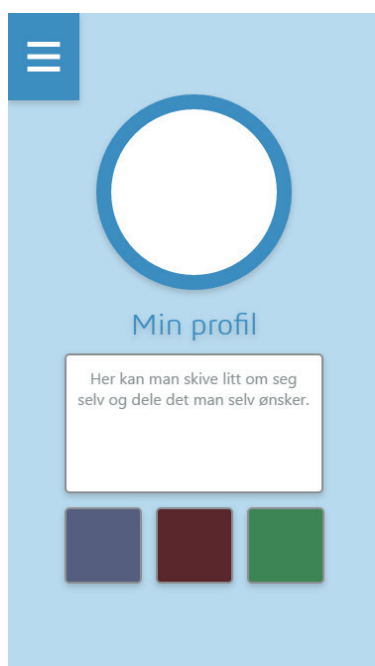 Min profil
Her kan man skive litt om seg
selv og dele det man selv ønsker.